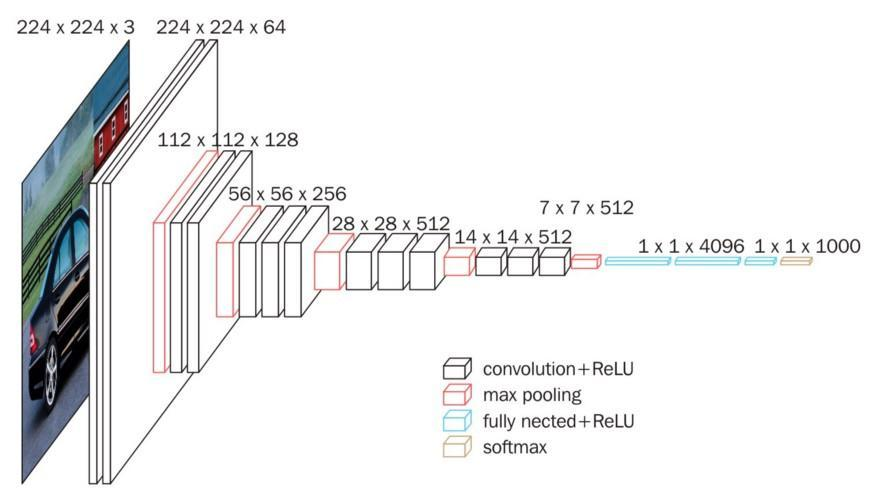 224 x 224 x 3
224 x 224 x 64
112 x 112 x 128
56 x 56 x 256
28 x 28 x 512
14 x 14 x 512
7 x 7 x 512
1 x 1 x 4096
1 x 1 x 1000
convolution+ReLU
max pooling
fully nected+ReLU
softmax